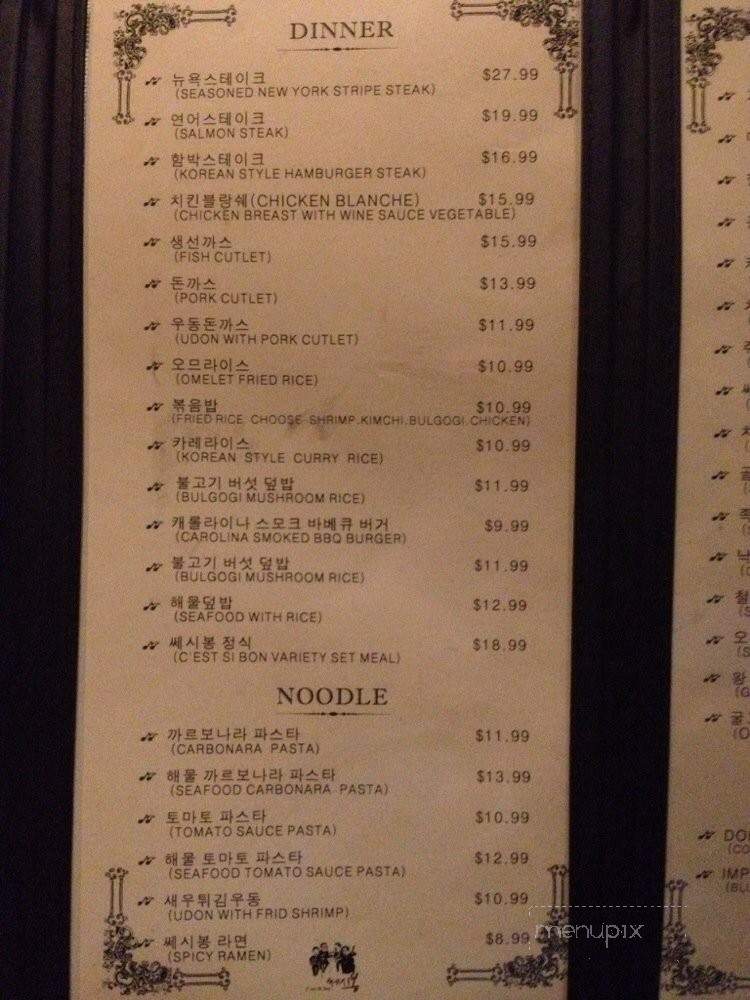 DINNER
뉴욕스테이크 $27.99
(SEASONED NEW YORK STRIPE STEAK)
연어스테이크 $19.99
(SALMON STEAK)
함박스테이크 $16.99
(KOREAN STYLE HAMBURGER STEAK)
치킨블랑쉐(CHICKEN BLANCHE) $15.99
(CHICKEN BREAST WITH WINE SAUCE VEGETABLE)
생선까스 $15.99
(FISH CUTLET)
돈까스 $13.99
(PORK CUTLET)
우동돈까스 $11.99
(UDON WITH PORK CUTLET)
오므라이스 $10.99
(OMELET FRIED RICE)
볶음밥 $10.99
(FRIED RICE CHOOSE SHRIMP.KIMCHI.BULGOGI.CHICKEN)
카레라이스 $10.99
(KOREAN STYLE CURRY RICE)
불고기 버섯 덮밥 $11.99
(BULGOGI MUSHROOM RICE)
캐롤라이나 스모크 바베큐 버거 $9.99
(CAROLINA SMOKED BBQ BURGER)
불고기 버섯 덮밥 $11.99
(BULGOGI MUSHROOM RICE)
해물덮밥 $12.99
(SEAFOOD WITH RICE)
쎄시봉 정식 $18.99
(C'EST SI BON VARIETY SET MEAL)
NOODLE
까르보나라 파스타 $11.99
(CARBONARA PASTA)
해물 까르보나라 파스타 $13.99
(SEAFOOD CARBONARA PASTA)
토마토 파스타 $10.99
(TOMATO SAUCE PASTA)
해물 토마토 파스타 $12.99
(SEAFOOD TOMATO SAUCE PASTA)
새우튀김우동 $10.99
(UDON WITH FRID SHRIMP)
쎄시봉 라면 $8.99
(SPICY RAMEN)
menupix